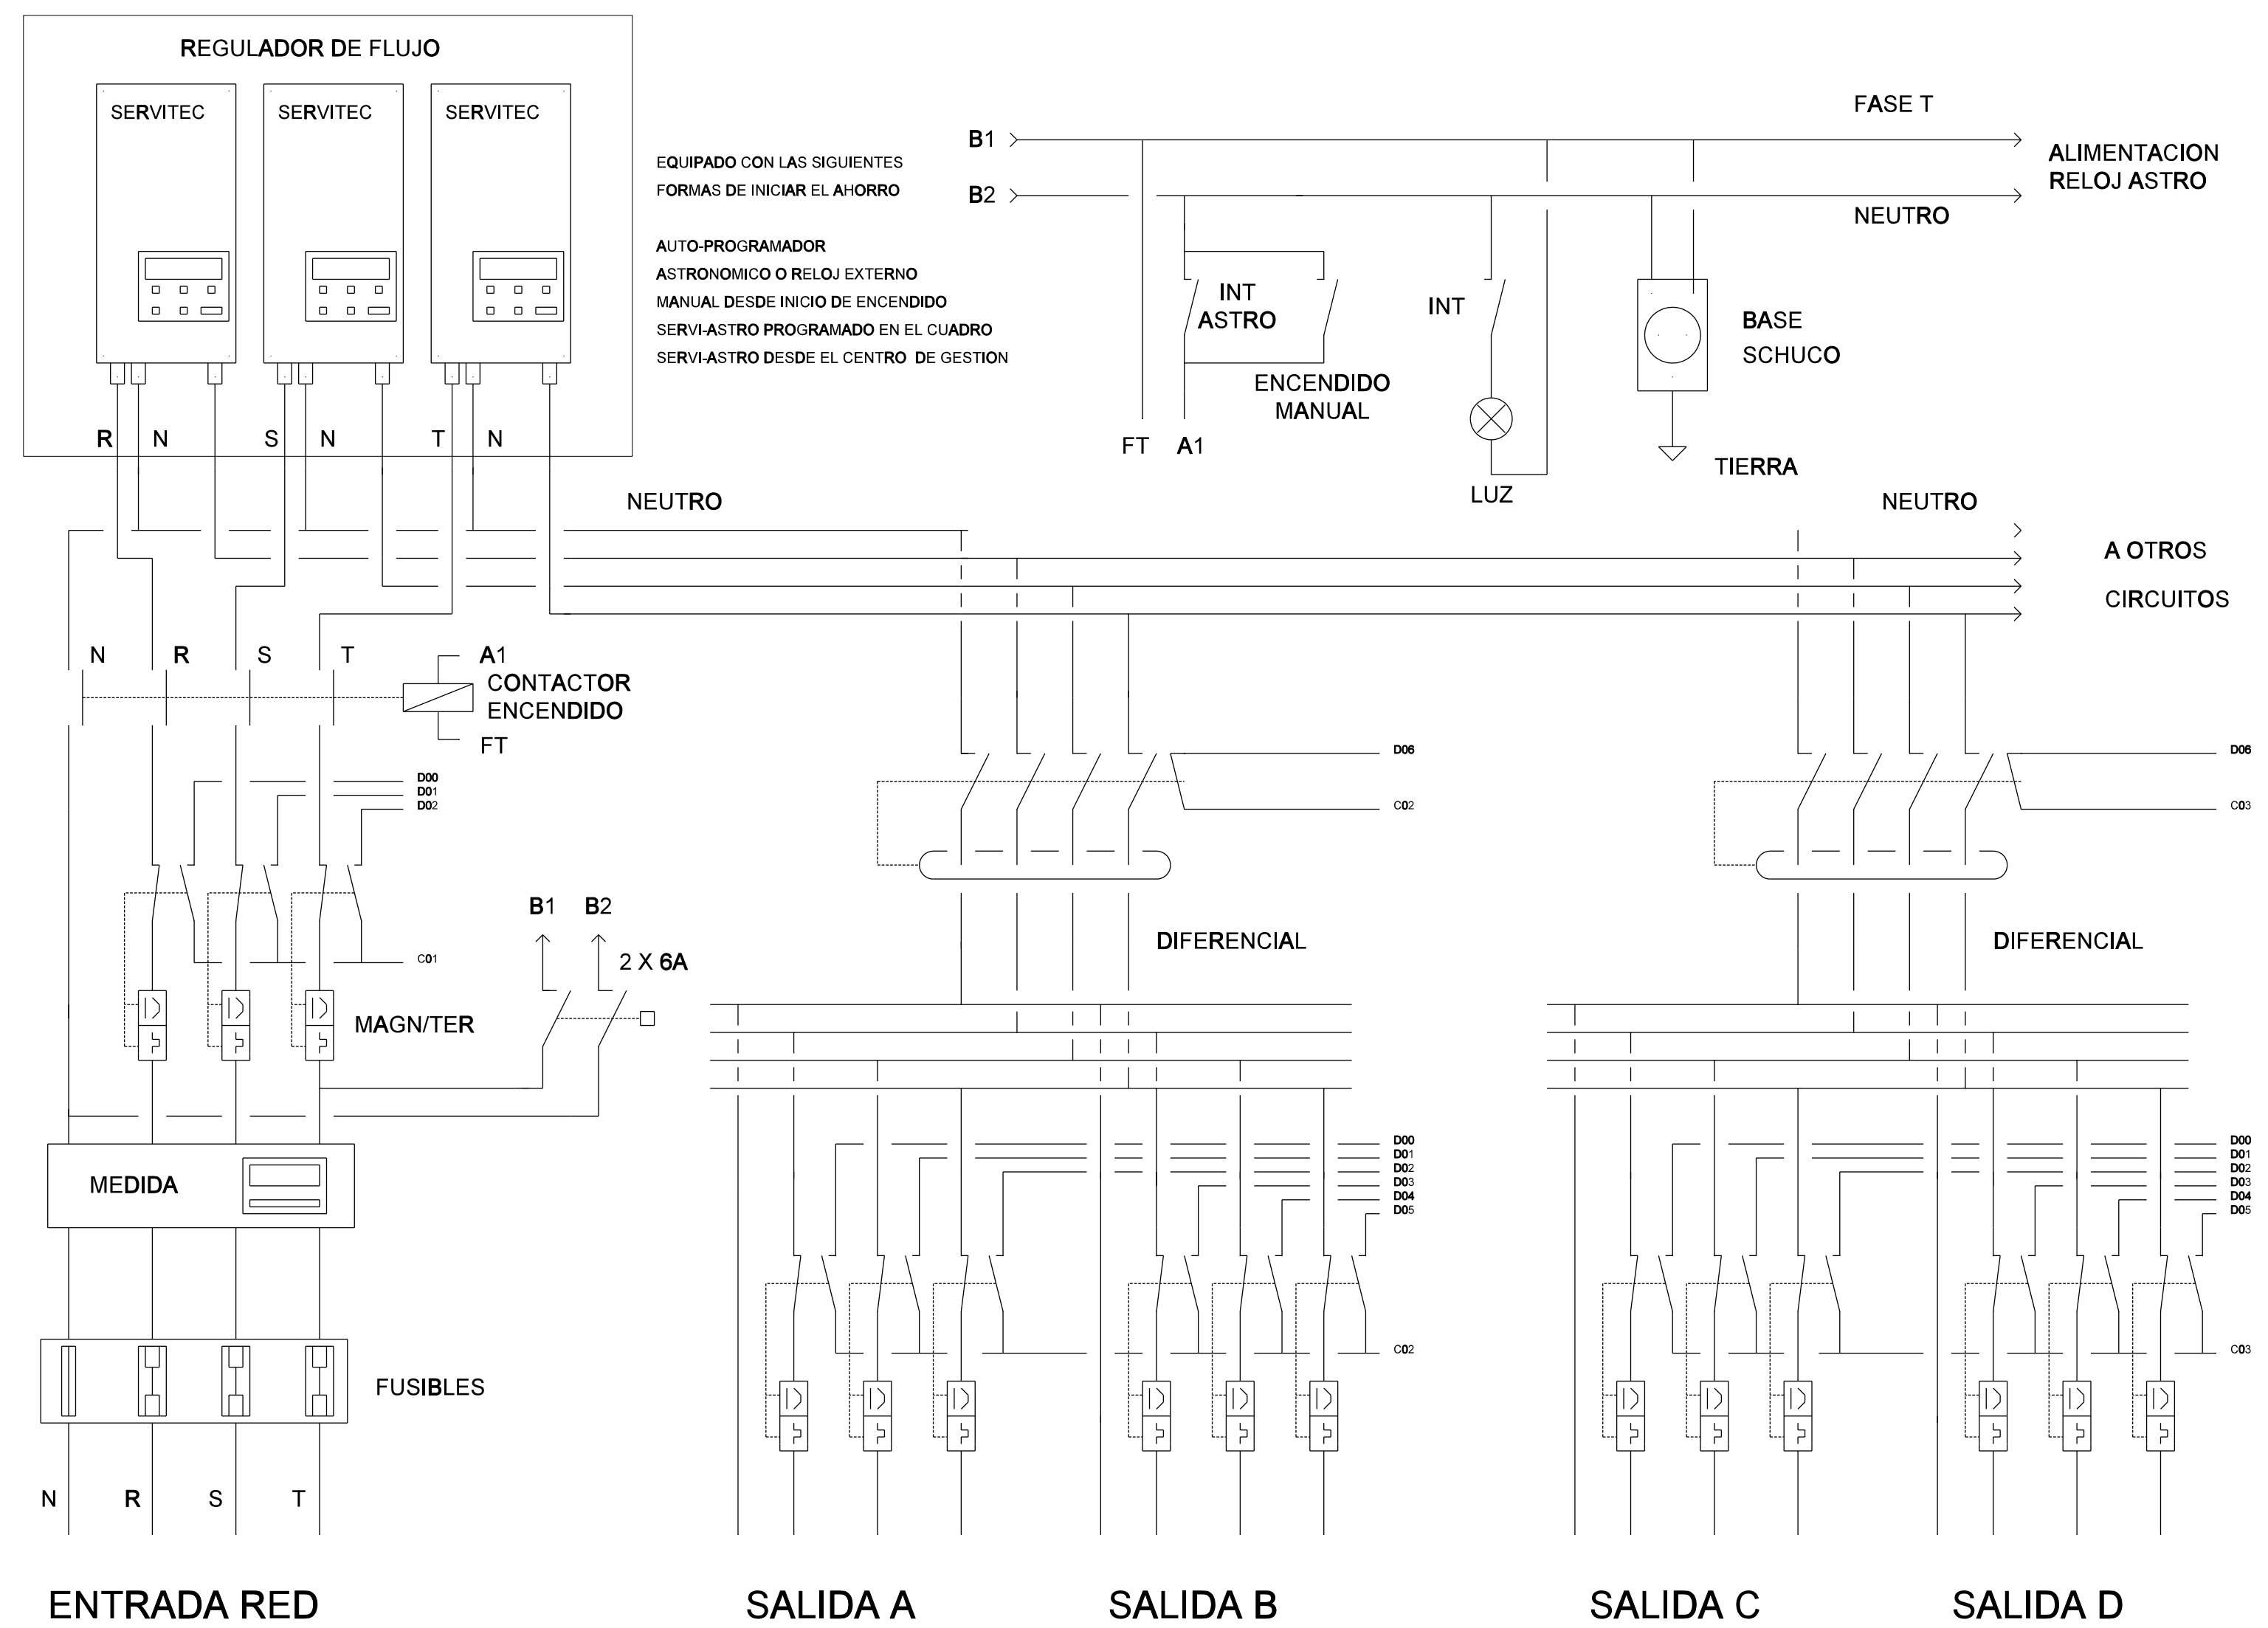 REGULADOR DE FLUJO
SERVITEC
SERVITEC
SERVITEC
R
N
S
N
T
N
EQUIPADO CON LAS SIGUIENTES
FORMAS DE INICIAR EL AHORRO
AUTO-PROGRAMADOR
ASTRONOMICO O RELOJ EXTERNO
MANUAL DESDE INICIO DE ENCENDIDO
SERVI-ASTRO PROGRAMADO EN EL CUADRO
SERVI-ASTRO DESDE EL CENTRO DE GESTION
B1
B2
FASE T
NEUTRO
ALIMENTACION
RELOJ ASTRO
INT
ASTRO
ENCENDIDO
MANUAL
FT
A1
INT
LUZ
BASE
SCHUCO
TIERRA
NEUTRO
NEUTRO
A OTROS
CIRCUITOS
N
R
S
T
A1
CONTACTOR
ENCENDIDO
FT
D00
D01
D02
C01
MAGN/TER
B1
B2
2 X 6A
MEDIDA
FUSIBLES
N
R
S
T
D06
C02
DIFERENCIAL
D00
D01
D02
D03
D04
D05
C02
D06
C03
DIFERENCIAL
D00
D01
D02
D03
D04
D05
C03
ENTRADA RED
SALIDA A
SALIDA B
SALIDA C
SALIDA D